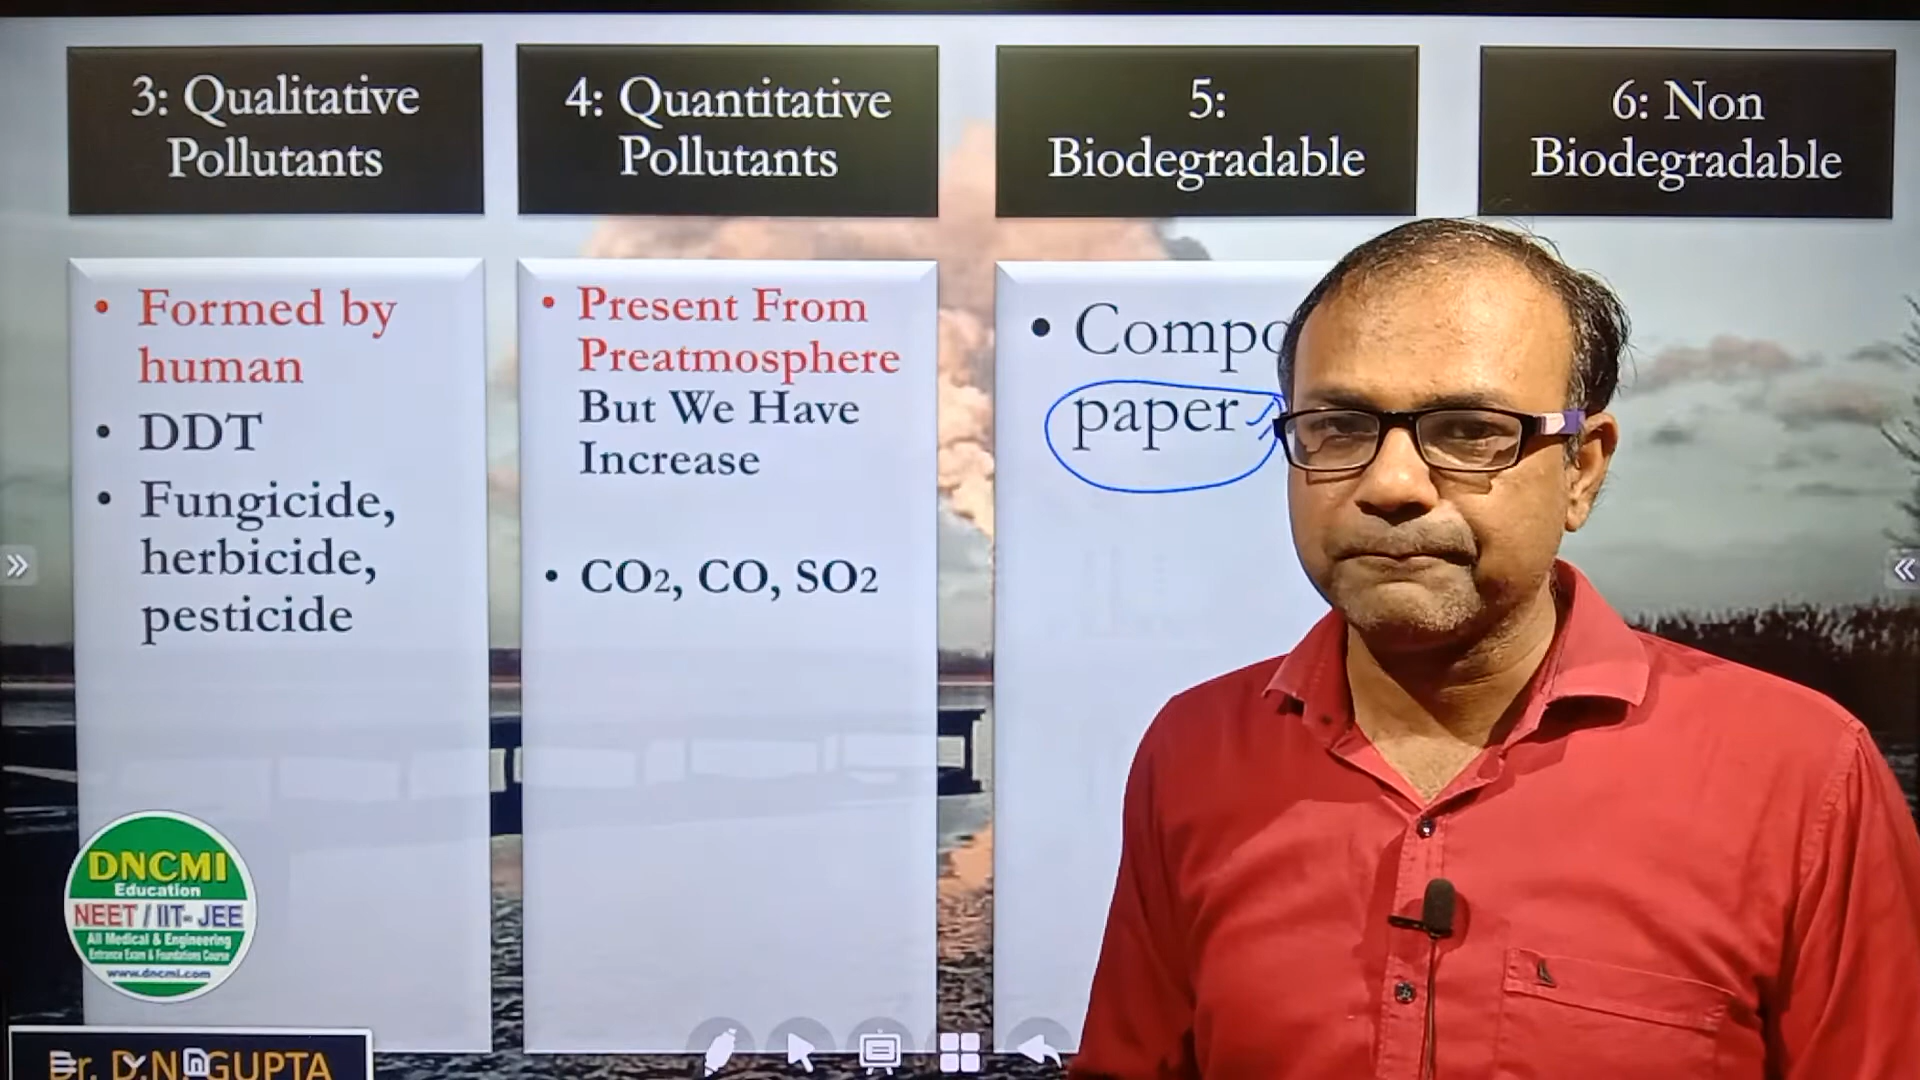 3: Qualitative
Pollutants
4: Quantitative
Pollutants
5:
Biodegradable
6: Non
Biodegradable
• Formed by
human
• DDT
• Fungicide,
herbicide,
pesticide
• Present From
Preatmosphere
But We Have
Increase
• CO2, CO, SO2
• Compo
paper
DNCMI
Education
NEET / IIT- JEE
All Medical & Engineering
Entrance Exam & Foundations Course
www.dncmi.com
Dr. D.N. GUPTA